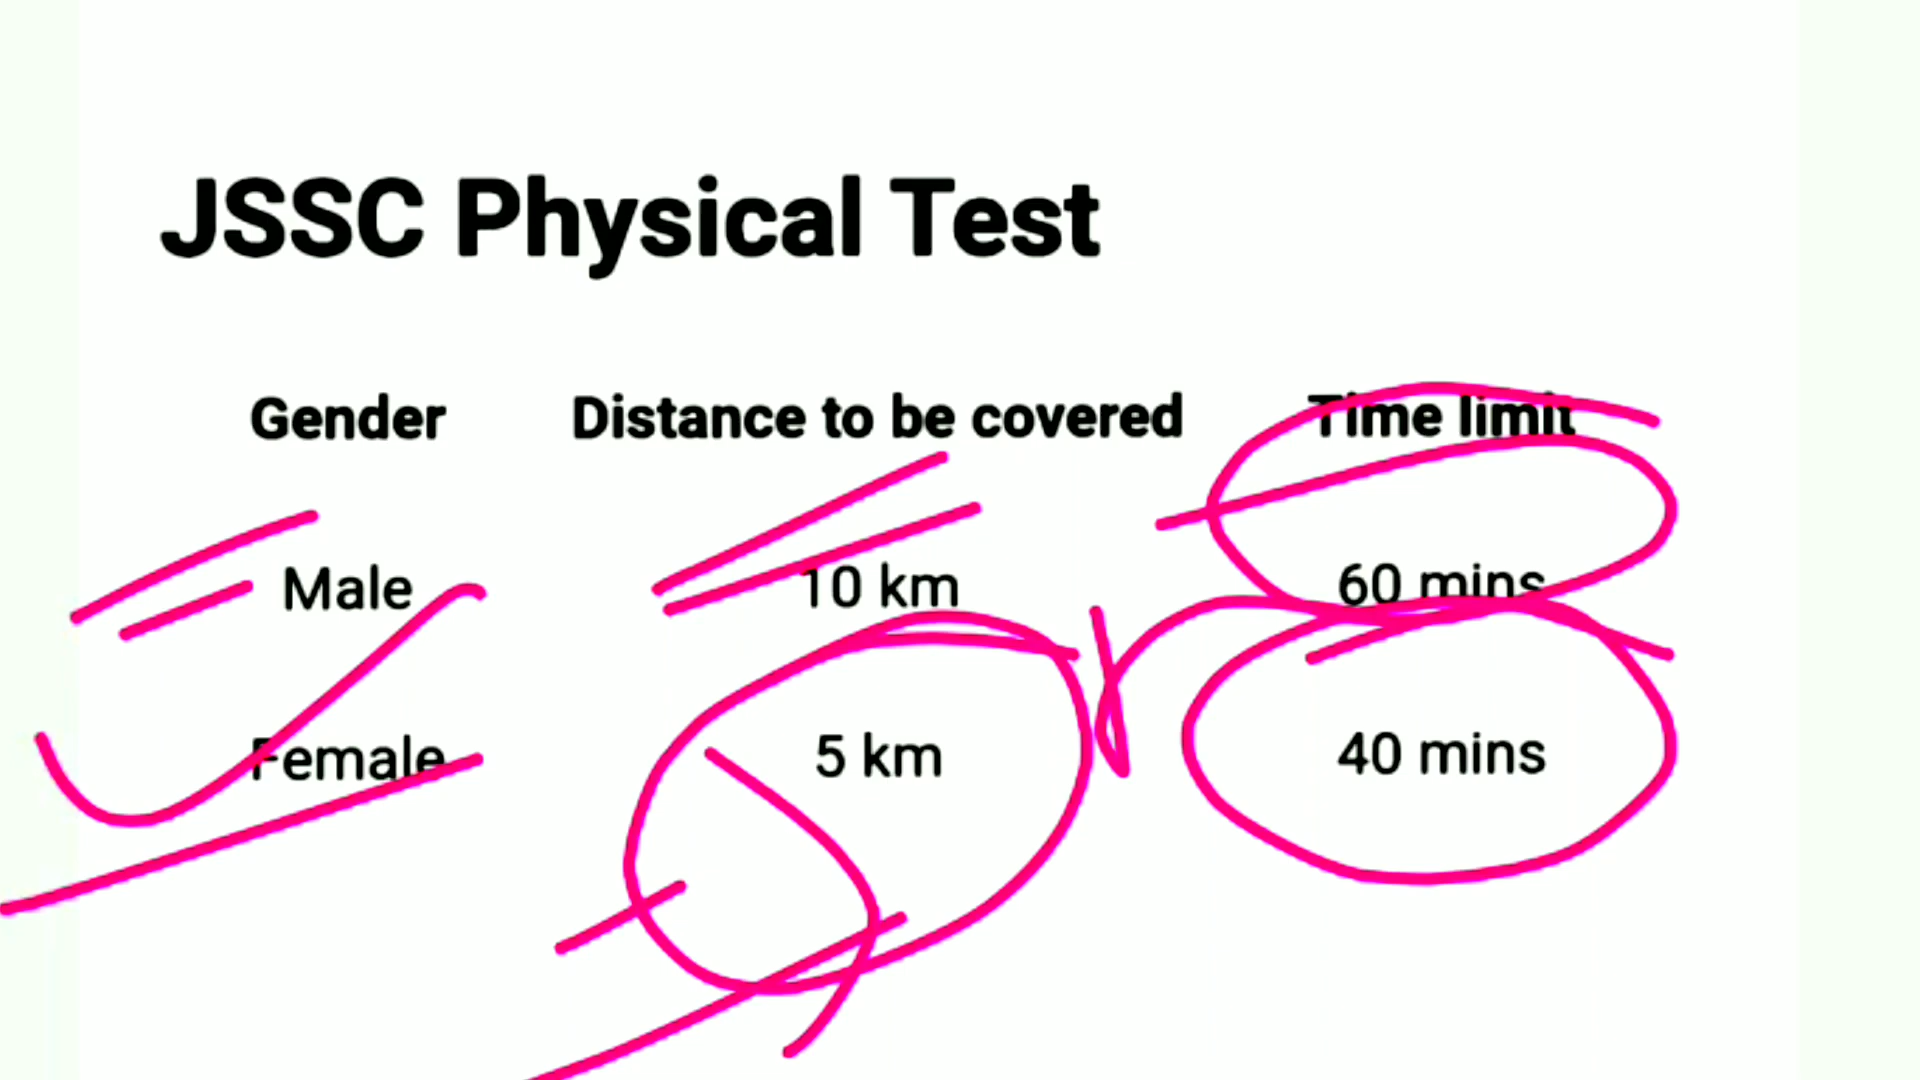 JSSC Physical Test
Gender Distance to be covered Time limit
Male 10 km 60 mins
Female 5 km 40 mins